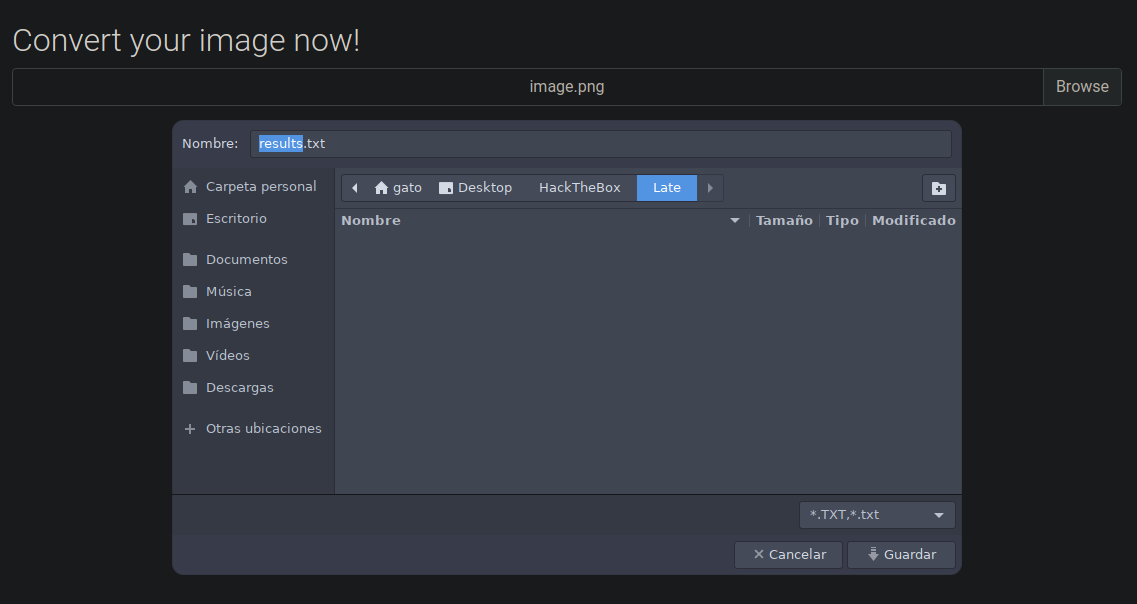 Convert your image now!
image.png Browse
Nombre: results.txt
Carpeta personal
Escritorio
Documentos
Música
Imágenes
Vídeos
Descargas
Otras ubicaciones
gato Desktop HackTheBox Late
Nombre Tamaño Tipo Modificado
*.TXT,*.txt
Cancelar Guardar